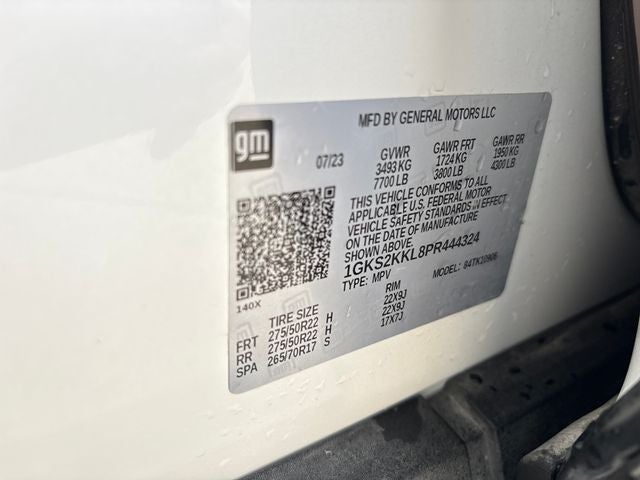 MFD BY GENERAL MOTORS LLC
gm
07/23
GVWR GAWR FRT GAWR RR
3493 KG 1724 KG 1950 KG
7700 LB 3800 LB 4300 LB
THIS VEHICLE CONFORMS TO ALL
APPLICABLE U.S. FEDERAL MOTOR
VEHICLE SAFETY STANDARDS IN EFFECT
ON THE DATE OF MANUFACTURE
SHOWN ABOVE.
1GKS2KKL8PR444324
TYPE: MPV MODEL: 84TK10906
140X
TIRE SIZE RIM
FRT 275/50R22 H 22X9J
RR 275/50R22 H 22X9J
SPA 265/70R17 S 17X7J